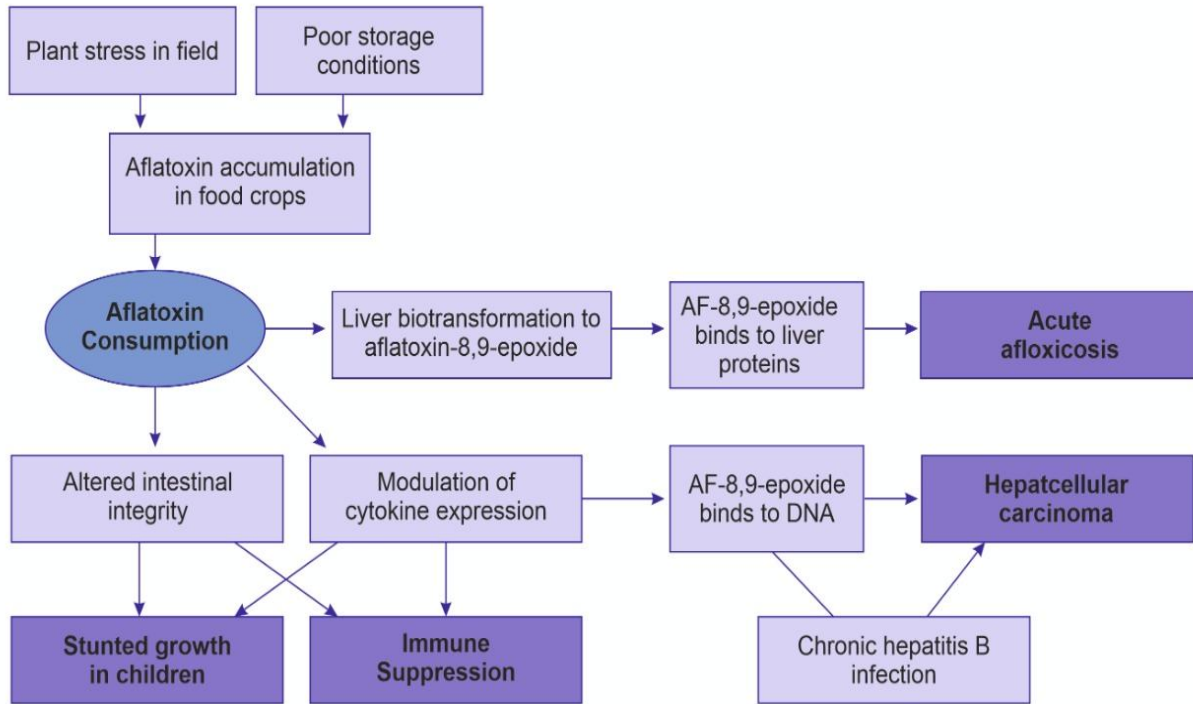 Plant stress in field
Poor storage
conditions
Aflatoxin accumulation
in food crops
Aflatoxin
Consumption
Liver biotransformation to
aflatoxin-8,9-epoxide
AF-8,9-epoxide
binds to liver
proteins
Acute
afloxicosis
Altered intestinal
integrity
Modulation of
cytokine expression
AF-8,9-epoxide
binds to DNA
Hepatcellular
carcinoma
Stunted growth
in children
Immune
Suppression
Chronic hepatitis B
infection